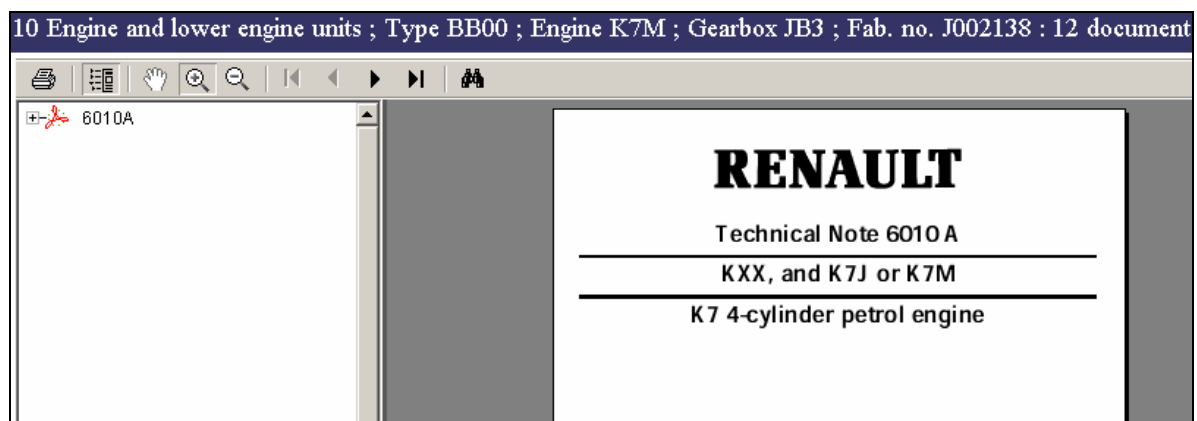 10 Engine and lower engine units ; Type BB00 ; Engine K7M ; Gearbox JB3 ; Fab. no. J002138 : 12 document
6010A
RENAULT
Technical Note 6010 A
KXX, and K7J or K7M
K7 4-cylinder petrol engine